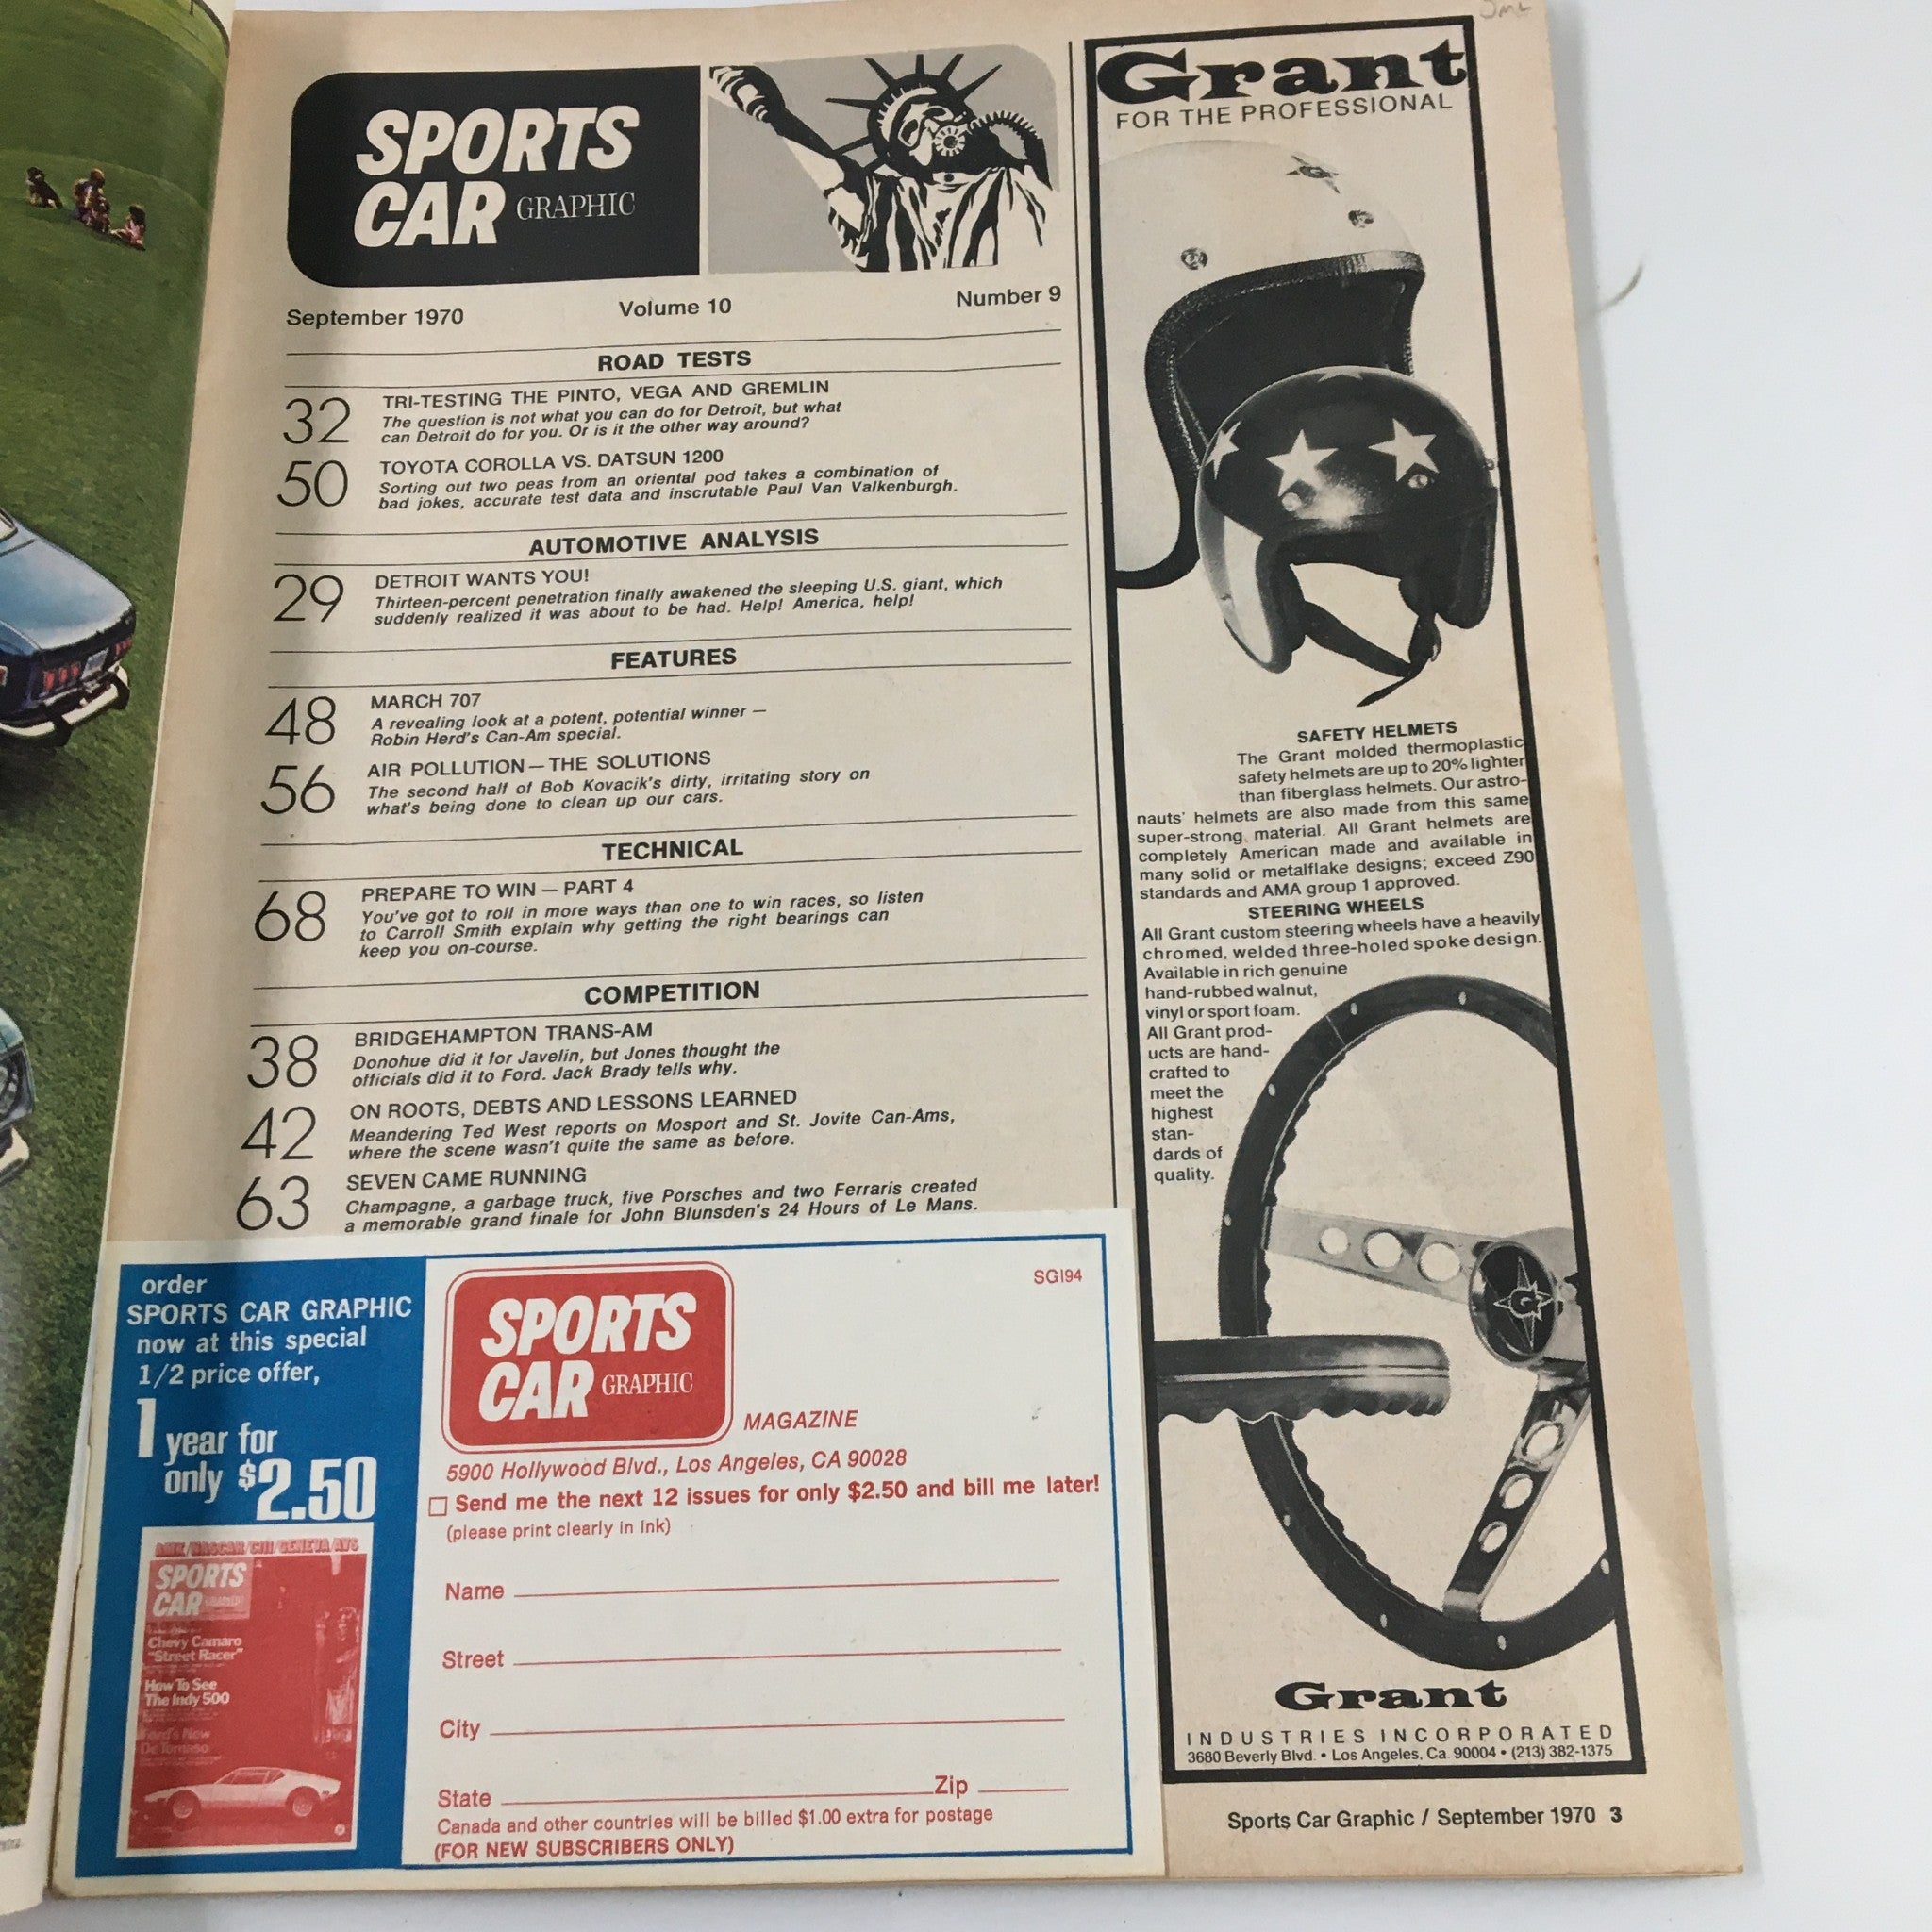 SPORTS
CAR GRAPHIC
September 1970 Volume 10 Number 9
ROAD TESTS
32 TRI-TESTING THE PINTO, VEGA AND GREMLIN
The question is not what you can do for Detroit, but what
can Detroit do for you. Or is it the other way around?
50 TOYOTA COROLLA VS. DATSUN 1200
Sorting out two peas from an oriental pod takes a combination of
bad jokes, accurate test data and inscrutable Paul Van Valkenburgh.
AUTOMOTIVE ANALYSIS
29 DETROIT WANTS YOU!
Thirteen-percent penetration finally awakened the sleeping U.S. giant, which
suddenly realized it was about to be had. Help! America, help!
FEATURES
48 MARCH 707
A revealing look at a potent, potential winner —
Robin Herd's Can-Am special.
56 AIR POLLUTION — THE SOLUTIONS
The second half of Bob Kovacik's dirty, irritating story on
what's being done to clean up our cars.
TECHNICAL
68 PREPARE TO WIN — PART 4
You've got to roll in more ways than one to win races, so listen
to Carroll Smith explain why getting the right bearings can
keep you on-course.
COMPETITION
38 BRIDGEHAMPTON TRANS-AM
Donohue did it for Javelin, but Jones thought the
officials did it to Ford. Jack Brady tells why.
42 ON ROOTS, DEBTS AND LESSONS LEARNED
Meandering Ted West reports on Mosport and St. Jovite Can-Ams,
where the scene wasn't quite the same as before.
63 SEVEN CAME RUNNING
Champagne, a garbage truck, five Porsches and two Ferraris created
a memorable grand finale for John Blunsden's 24 Hours of Le Mans.
order
SPORTS CAR GRAPHIC
now at this special
1/2 price offer,
1 year for
only $2.50
AMX/NASCAR/CIII/GENEVA/AVS
SPORTS
CAR GRAPHIC
Chevy Camaro
"Street Racer"
How To See
The Indy 500
Ford's New
De Tomaso
SGI94
SPORTS
CAR GRAPHIC
MAGAZINE
5900 Hollywood Blvd., Los Angeles, CA 90028
Send me the next 12 issues for only $2.50 and bill me later!
(please print clearly in Ink)
Name
Street
City
State Zip
Canada and other countries will be billed $1.00 extra for postage
(FOR NEW SUBSCRIBERS ONLY)
Grant
FOR THE PROFESSIONAL
SAFETY HELMETS
The Grant molded thermoplastic
safety helmets are up to 20% lighter
than fiberglass helmets. Our astro-
nauts' helmets are also made from this same
super-strong material. All Grant helmets are
completely American made and available in
many solid or metalflake designs; exceed Z90
standards and AMA group 1 approved.
STEERING WHEELS
All Grant custom steering wheels have a heavily
chromed, welded three-holed spoke design.
Available in rich genuine
hand-rubbed walnut,
vinyl or sport foam.
All Grant prod-
ucts are hand-
crafted to
meet the
highest
stan-
dards of
quality.
G
Grant
INDUSTRIES INCORPORATED
3680 Beverly Blvd. • Los Angeles, Ca. 90004 • (213) 382-1375
Sports Car Graphic / September 1970 3